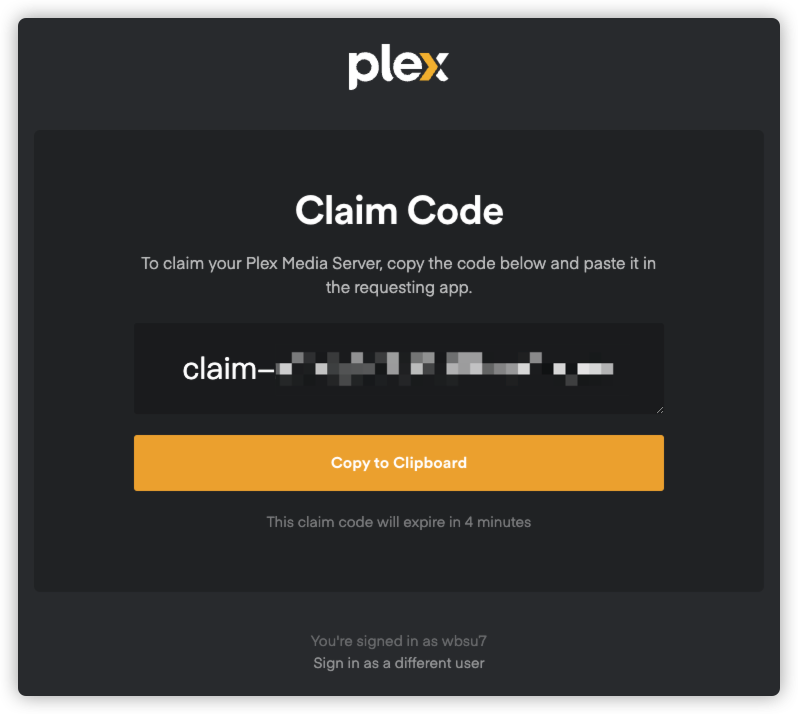 plex
Claim Code
To claim your Plex Media Server, copy the code below and paste it in
the requesting app.
claim-
Copy to Clipboard
This claim code will expire in 4 minutes
You're signed in as wbsu7
Sign in as a different user